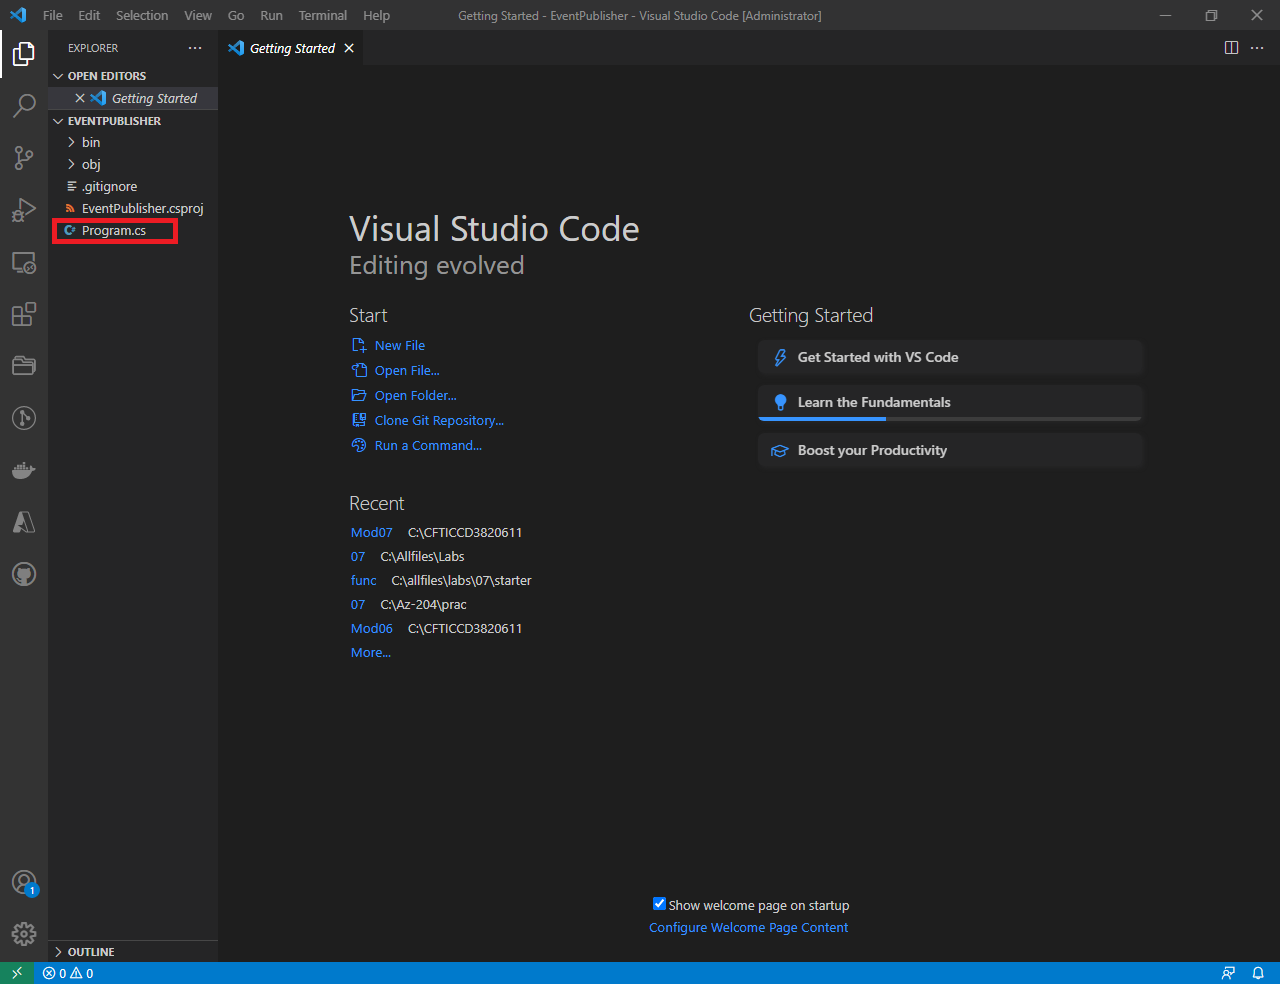 File Edit Selection View Go Run Terminal Help
Getting Started - EventPublisher - Visual Studio Code [Administrator]
EXPLORER
Getting Started
OPEN EDITORS
Getting Started
EVENTPUBLISHER
bin
obj
.gitignore
EventPublisher.csproj
C# Program.cs
Visual Studio Code
Editing evolved
Start
New File
Open File...
Open Folder...
Clone Git Repository...
Run a Command...
Recent
Mod07 C:\CFTICCD3820611
07 C:\Allfiles\Labs
func C:\allfiles\labs\07\starter
07 C:\Az-204\prac
Mod06 C:\CFTICCD3820611
More...
Getting Started
Get Started with VS Code
Learn the Fundamentals
Boost your Productivity
Show welcome page on startup
Configure Welcome Page Content
1
OUTLINE
0 0